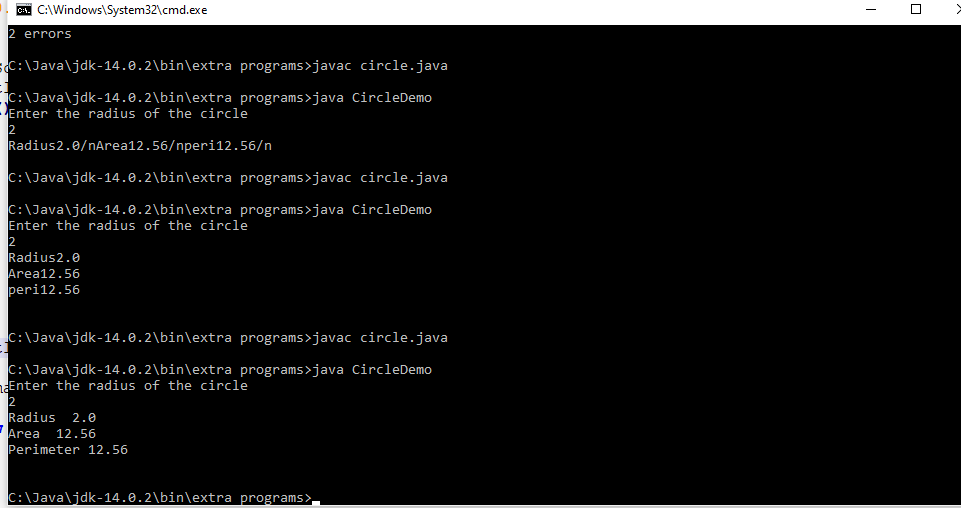 C:\Windows\System32\cmd.exe
2 errors
C:\Java\jdk-14.0.2\bin\extra programs>javac circle.java
C:\Java\jdk-14.0.2\bin\extra programs>java CircleDemo
Enter the radius of the circle
2
Radius2.0/nArea12.56/nperi12.56/n
C:\Java\jdk-14.0.2\bin\extra programs>javac circle.java
C:\Java\jdk-14.0.2\bin\extra programs>java CircleDemo
Enter the radius of the circle
2
Radius2.0
Area12.56
peri12.56
C:\Java\jdk-14.0.2\bin\extra programs>javac circle.java
C:\Java\jdk-14.0.2\bin\extra programs>java CircleDemo
Enter the radius of the circle
2
Radius  2.0
Area  12.56
Perimeter 12.56
C:\Java\jdk-14.0.2\bin\extra programs>